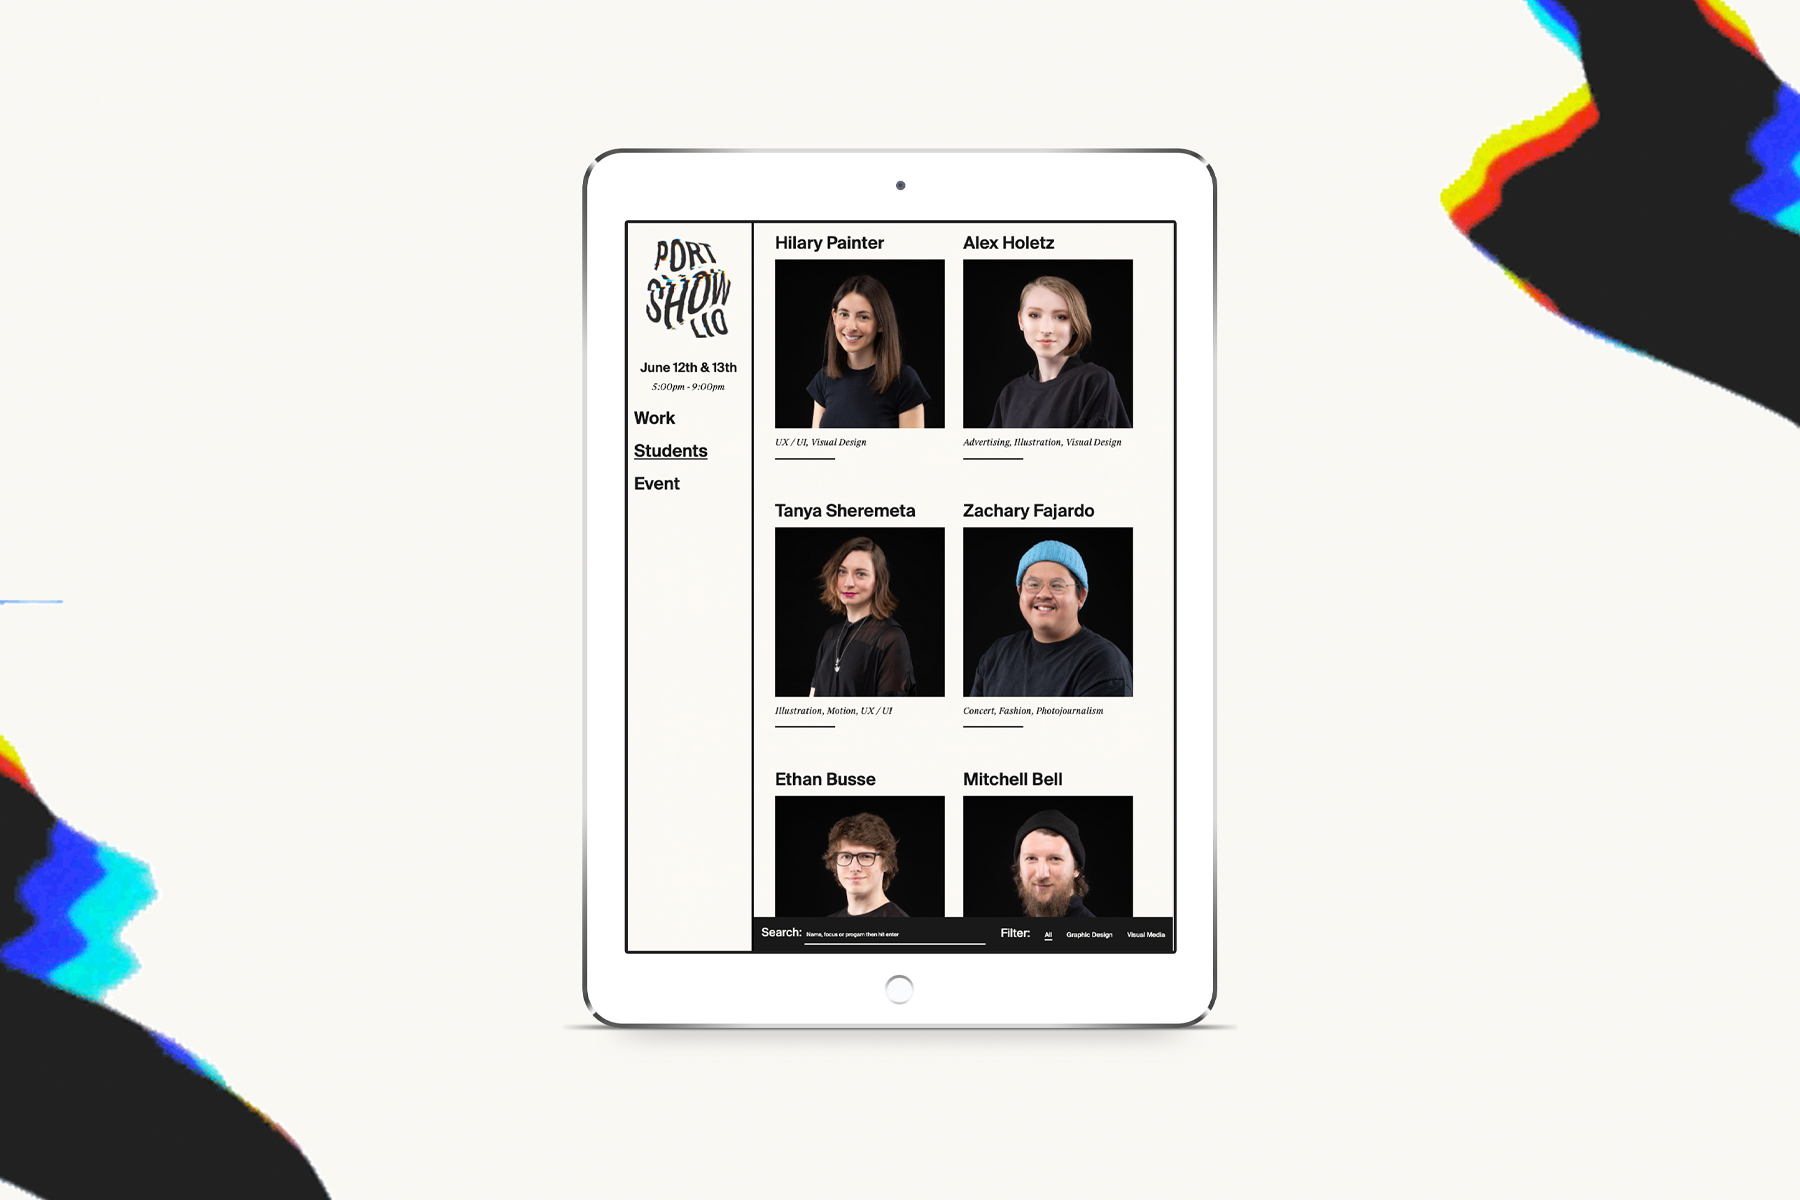 PORT
SHOW
LIO
June 12th & 13th
5:00pm - 9:00pm
Work
Students
Event
Hilary Painter
Alex Holetz
UX / UI, Visual Design
Advertising, Illustration, Visual Design
Tanya Sheremeta
Zachary Fajardo
Illustration, Motion, UX / UI
Concert, Fashion, Photojournalism
Ethan Busse
Mitchell Bell
Search: Name, focus or progam then hit enter
Filter: All Graphic Design Visual Media